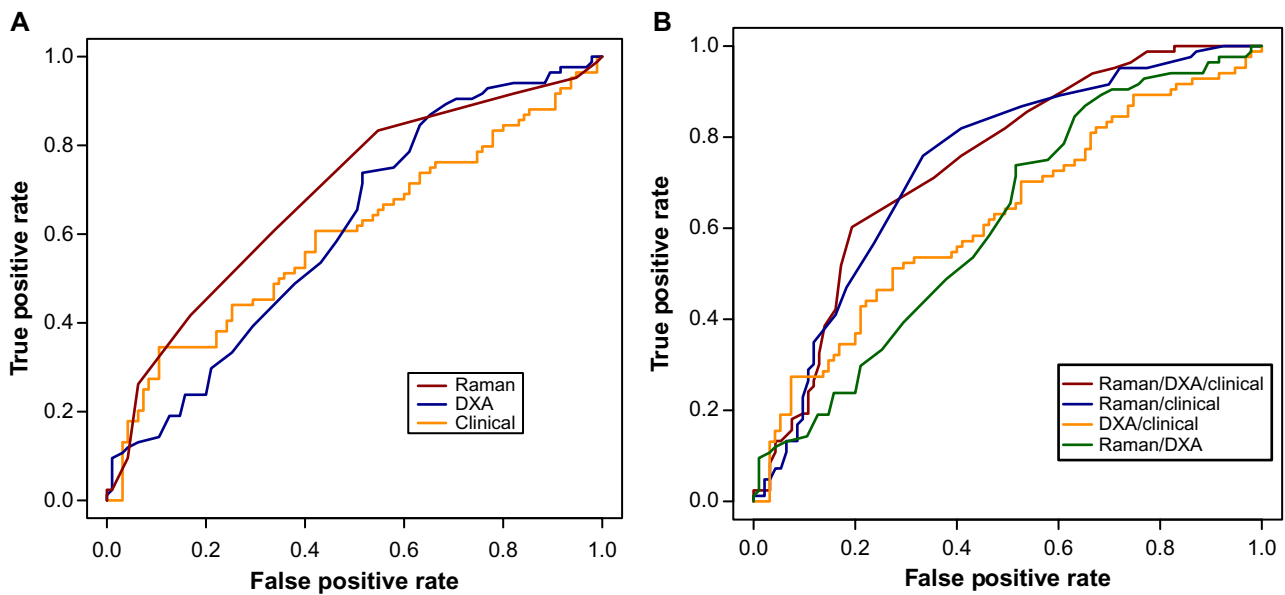 A
True positive rate
1.0
0.8
0.6
0.4
0.2
0.0
Raman
DXA
Clinical
0.0 0.2 0.4 0.6 0.8 1.0
False positive rate
B
True positive rate
1.0
0.8
0.6
0.4
0.2
0.0
Raman/DXA/clinical
Raman/clinical
DXA/clinical
Raman/DXA
0.0 0.2 0.4 0.6 0.8 1.0
False positive rate